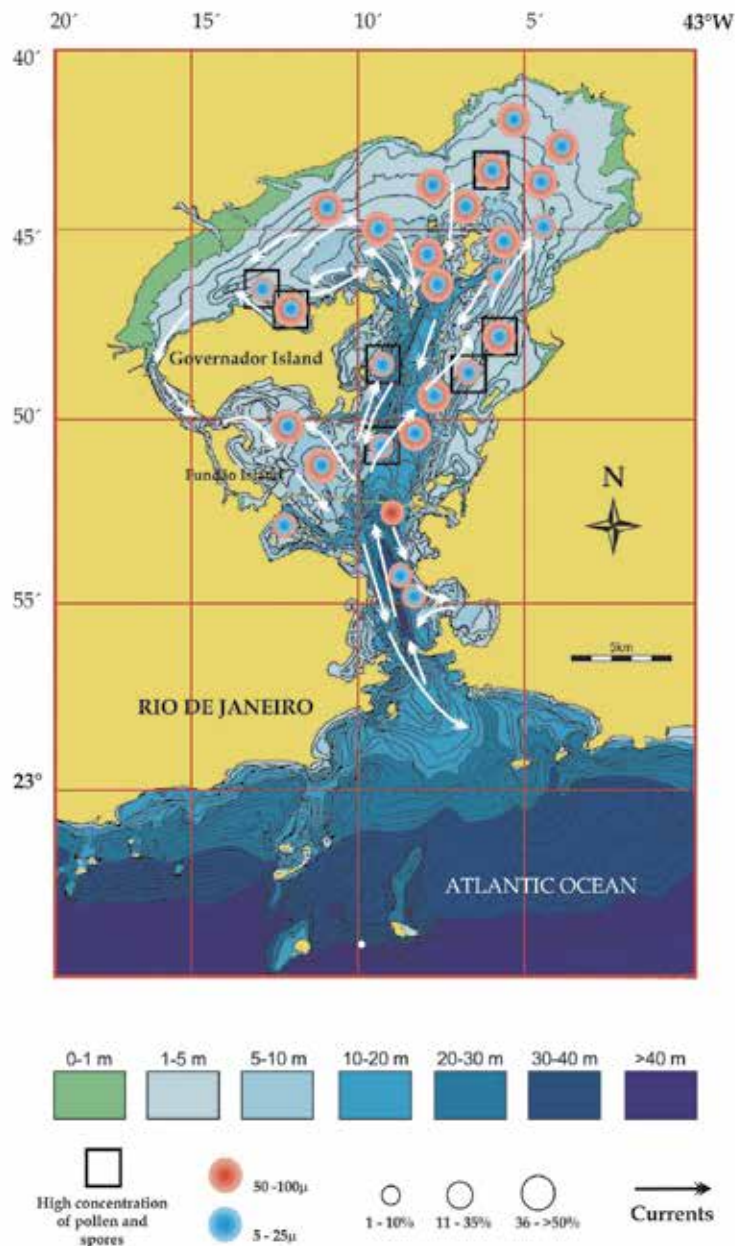 20´ 15´ 10´ 5´ 43°W
40´
45´
Governador Island
50´
Fundão Island
N
55´
5km
RIO DE JANEIRO
23°
ATLANTIC OCEAN
0-1 m 1-5 m 5-10 m 10-20 m 20-30 m 30-40 m >40 m
High concentration
of pollen and
spores
50 -100µ
5 - 25µ
1 - 10% 11 - 35% 36 - >50%
Currents